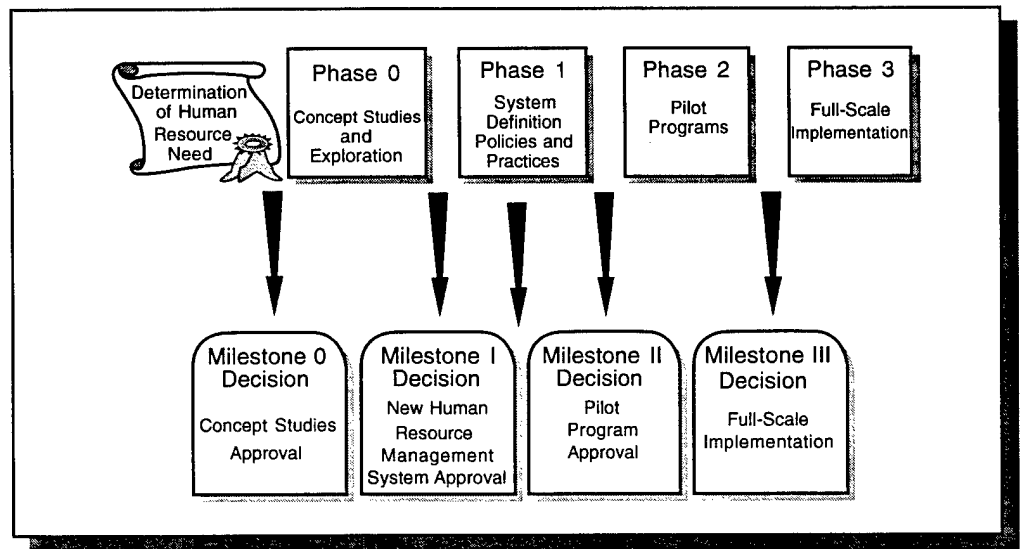 Determination
of Human
Resource
Need
Phase 0
Concept Studies
and
Exploration
Phase 1
System
Definition
Policies and
Practices
Phase 2
Pilot
Programs
Phase 3
Full-Scale
Implementation
Milestone 0
Decision
Concept Studies
Approval
Milestone I
Decision
New Human
Resource
Management
System Approval
Milestone II
Decision
Pilot
Program
Approval
Milestone III
Decision
Full-Scale
Implementation